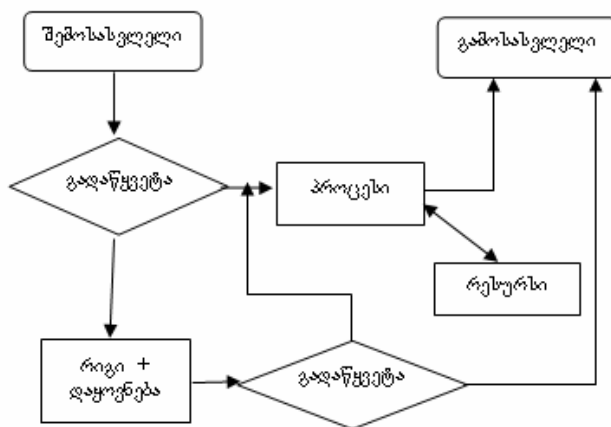 შემოსასვლელი
გამოსასვლელი
გადაწყვეტა
პროცესი
რესურსი
რიგი +
დაყოვნება
გადაწყვეტა